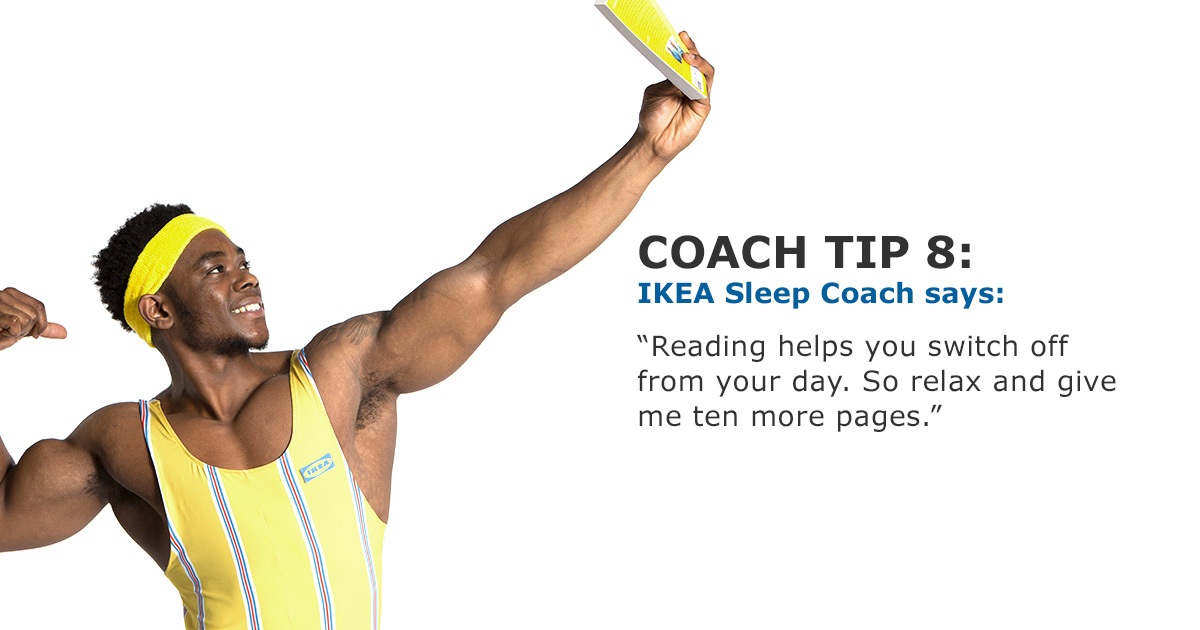 COACH TIP 8:
IKEA Sleep Coach says:
“Reading helps you switch off
from your day. So relax and give
me ten more pages.”
IKEA